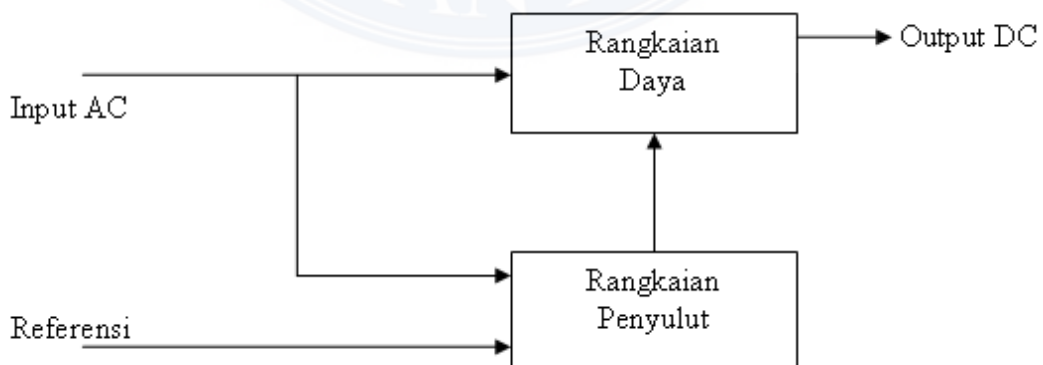 Rangkaian
Daya
Output DC
Input AC
Rangkaian
Penyulut
Referensi